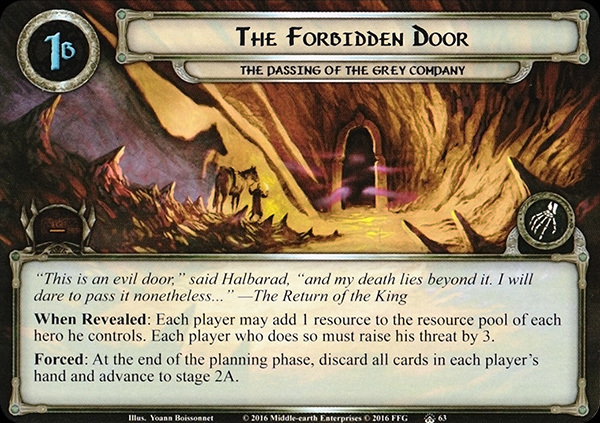 1B
THE FORBIDDEN DOOR
THE PASSING OF THE GREY COMPANY
“This is an evil door,” said Halbarad, “and my death lies beyond it. I will
dare to pass it nonetheless...” —The Return of the King
When Revealed: Each player may add 1 resource to the resource pool of each
hero he controls. Each player who does so must raise his threat by 3.
Forced: At the end of the planning phase, discard all cards in each player’s
hand and advance to stage 2A.
Illus. Yoann Boissonnet © 2016 Middle-earth Enterprises © 2016 FFG 63